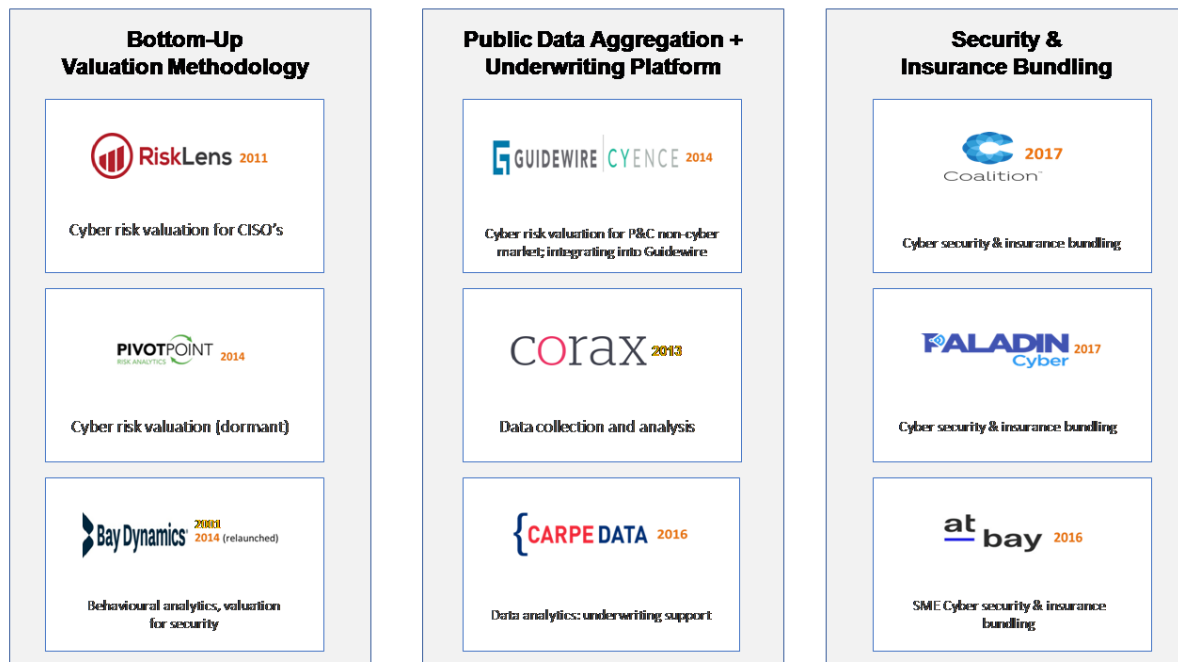 Bottom-Up
Valuation Methodology
RiskLens 2011
Cyber risk valuation for CISO's
PIVOTPOINT 2014
RISK ANALYTICS
Cyber risk valuation (dormant)
Bay Dynamics
2014 (relaunched)
Behavioural analytics, valuation
for security
Public Data Aggregation +
Underwriting Platform
GUIDEWIRE CYENCE 2014
Cyber risk valuation for P&C non-cyber
market; integrating into Guidewire
corax 2013
Data collection and analysis
CARPE DATA 2016
Data analytics: underwriting support
Security &
Insurance Bundling
2017
Coalition™
Cyber security & insurance bundling
PALADIN 2017
Cyber
Cyber security & insurance bundling
at
bay 2016
SME Cyber security & insurance
bundling